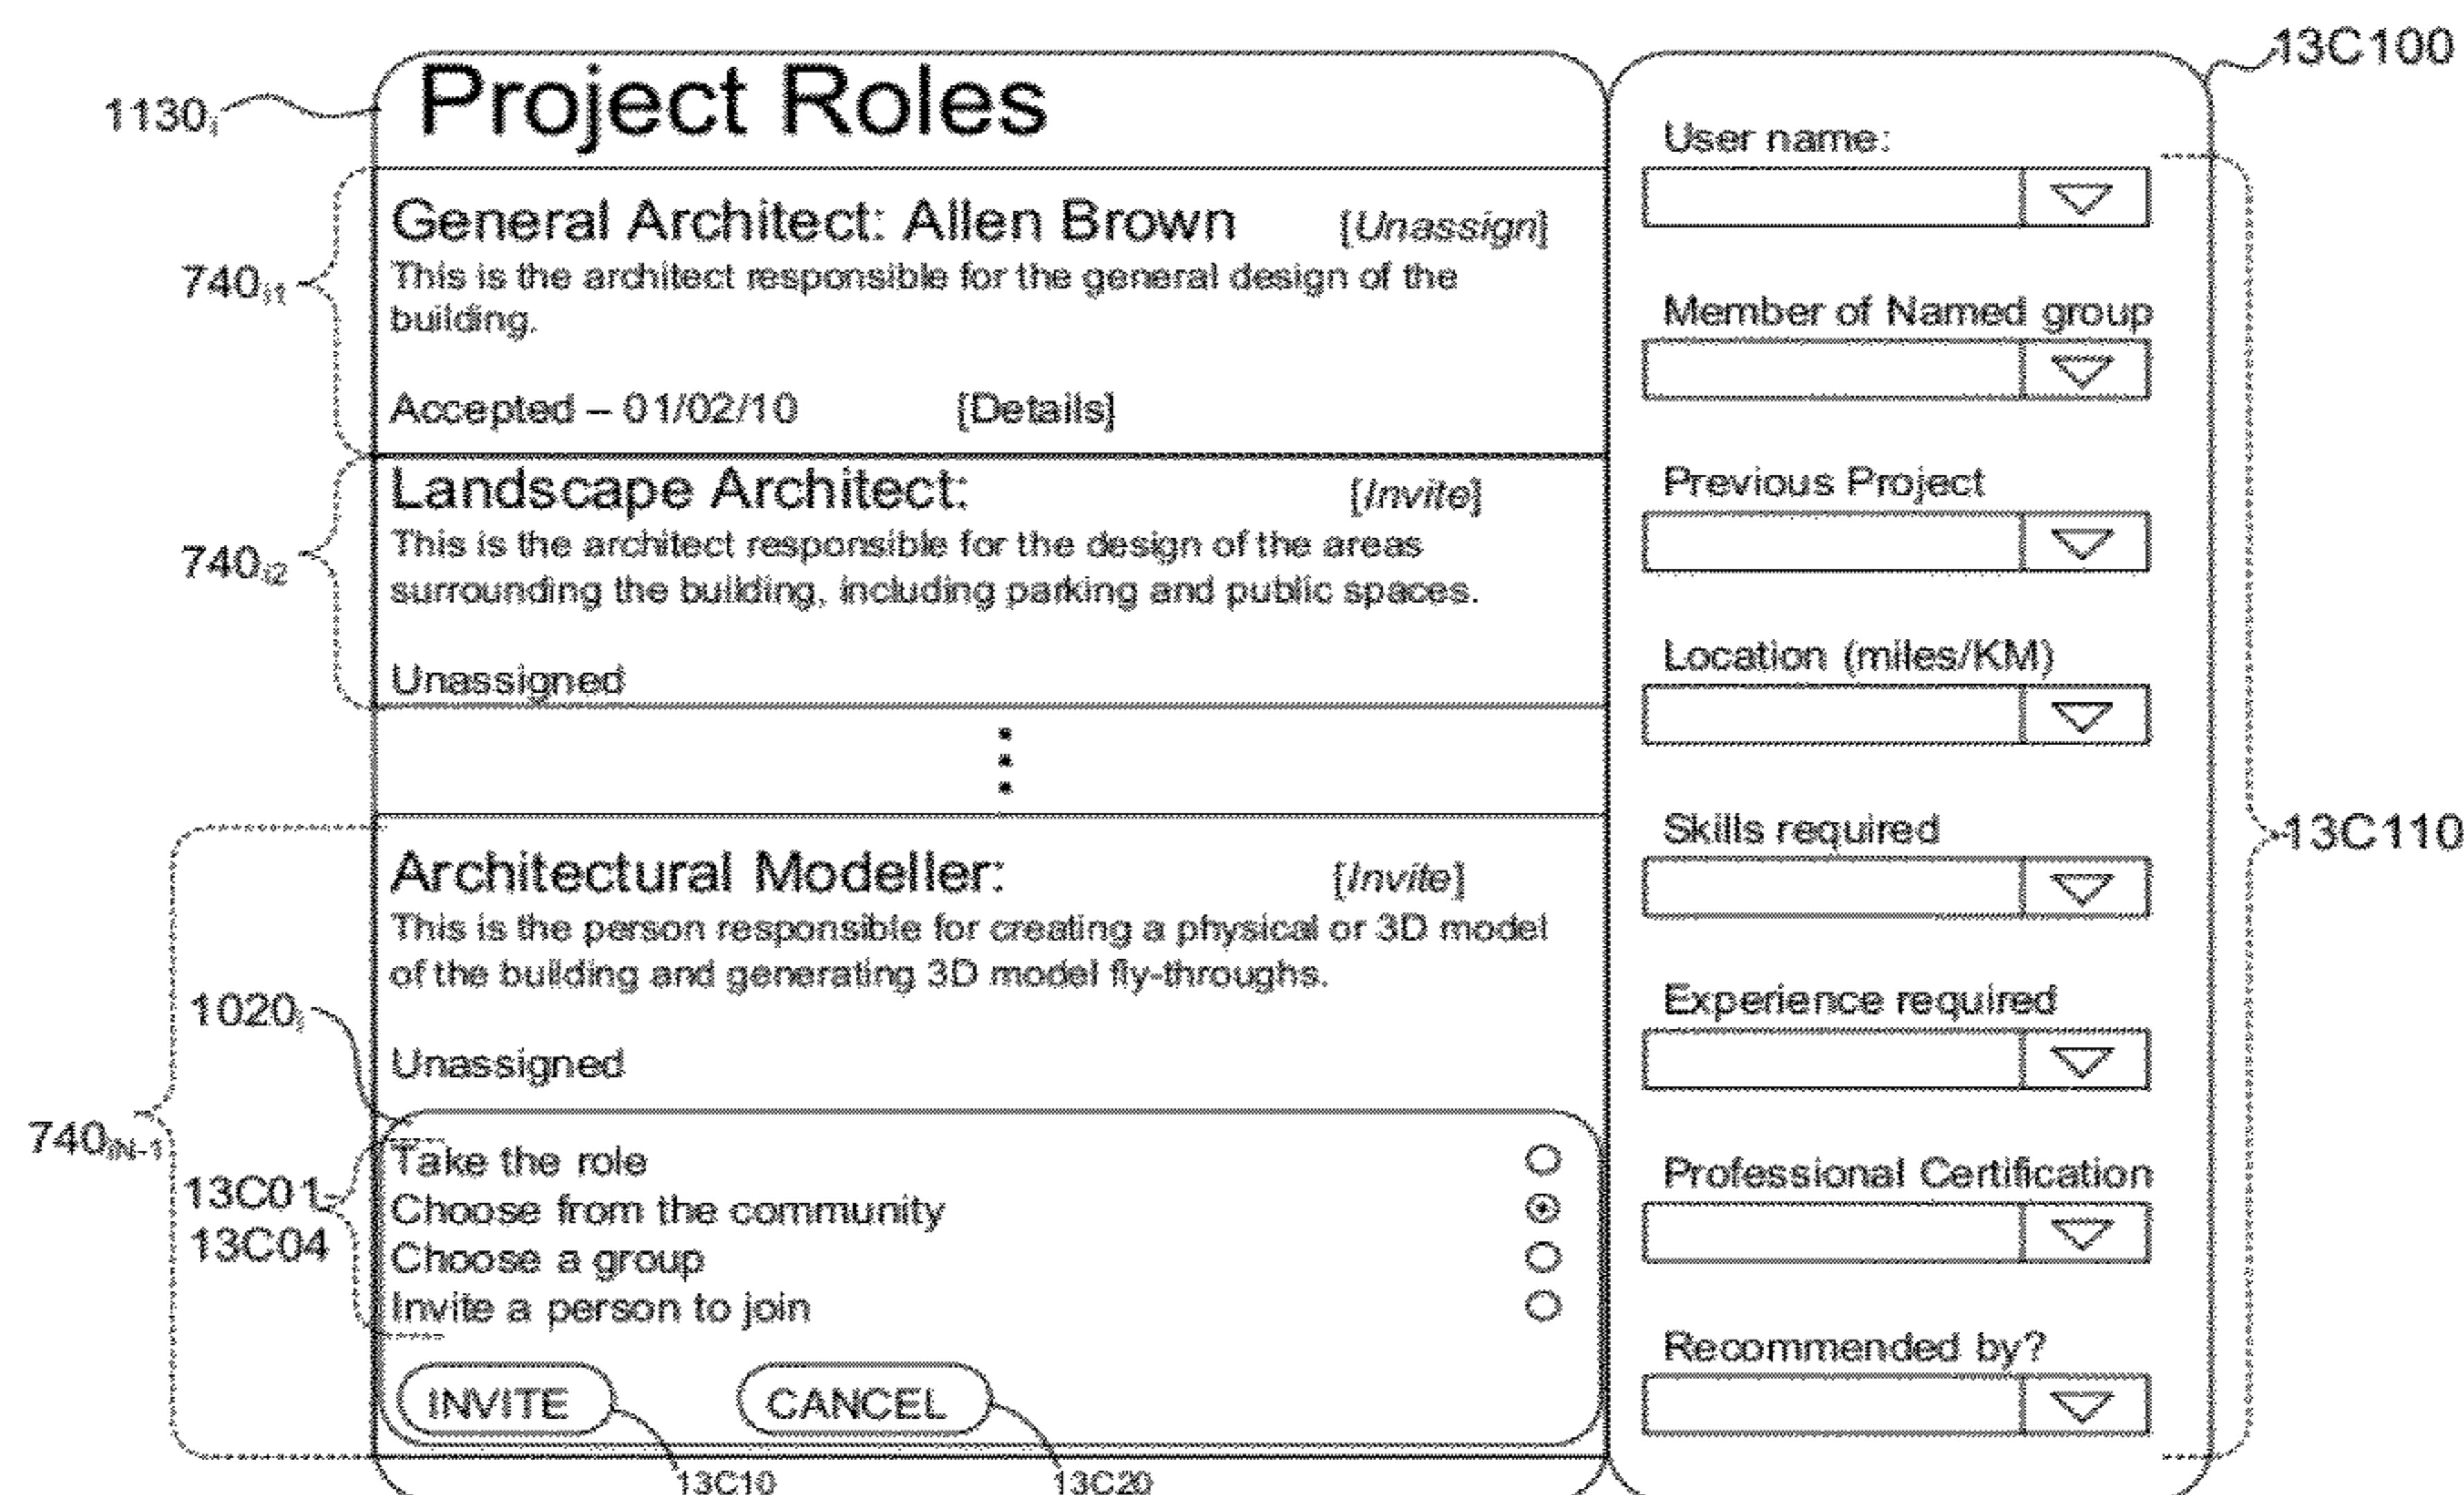 1130i
Project Roles
740i1
General Architect: Allen Brown [Unassign]
This is the architect responsible for the general design of the
building.
Accepted – 01/02/10 [Details]
740i2
Landscape Architect: [Invite]
This is the architect responsible for the design of the areas
surrounding the building, including parking and public spaces.
Unassigned
740iN-1
Architectural Modeller: [Invite]
This is the person responsible for creating a physical or 3D model
of the building and generating 3D model fly-throughs.
1020i
Unassigned
13C01-
13C04
Take the role
Choose from the community
Choose a group
Invite a person to join
INVITE CANCEL
13C10 13C20
13C100
User name:
Member of Named group
Previous Project
Location (miles/KM)
Skills required
13C110
Experience required
Professional Certification
Recommended by?